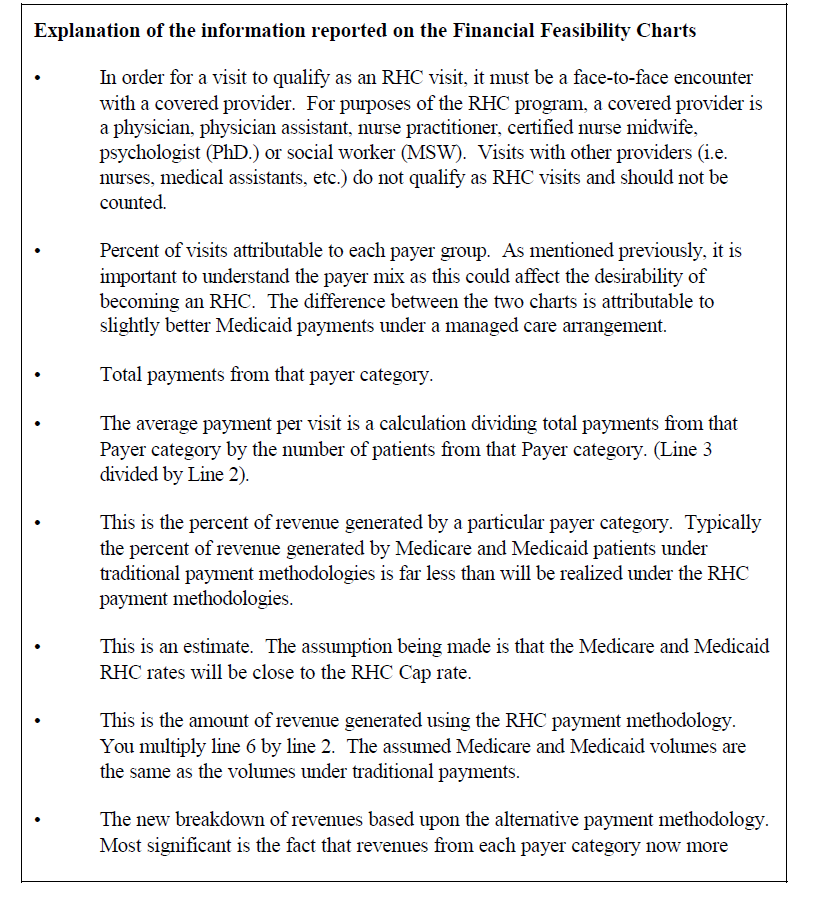 Explanation of the information reported on the Financial Feasibility Charts
• In order for a visit to qualify as an RHC visit, it must be a face-to-face encounter
with a covered provider. For purposes of the RHC program, a covered provider is
a physician, physician assistant, nurse practitioner, certified nurse midwife,
psychologist (PhD.) or social worker (MSW). Visits with other providers (i.e.
nurses, medical assistants, etc.) do not qualify as RHC visits and should not be
counted.
• Percent of visits attributable to each payer group. As mentioned previously, it is
important to understand the payer mix as this could affect the desirability of
becoming an RHC. The difference between the two charts is attributable to
slightly better Medicaid payments under a managed care arrangement.
• Total payments from that payer category.
• The average payment per visit is a calculation dividing total payments from that
Payer category by the number of patients from that Payer category. (Line 3
divided by Line 2).
• This is the percent of revenue generated by a particular payer category. Typically
the percent of revenue generated by Medicare and Medicaid patients under
traditional payment methodologies is far less than will be realized under the RHC
payment methodologies.
• This is an estimate. The assumption being made is that the Medicare and Medicaid
RHC rates will be close to the RHC Cap rate.
• This is the amount of revenue generated using the RHC payment methodology.
You multiply line 6 by line 2. The assumed Medicare and Medicaid volumes are
the same as the volumes under traditional payments.
• The new breakdown of revenues based upon the alternative payment methodology.
Most significant is the fact that revenues from each payer category now more